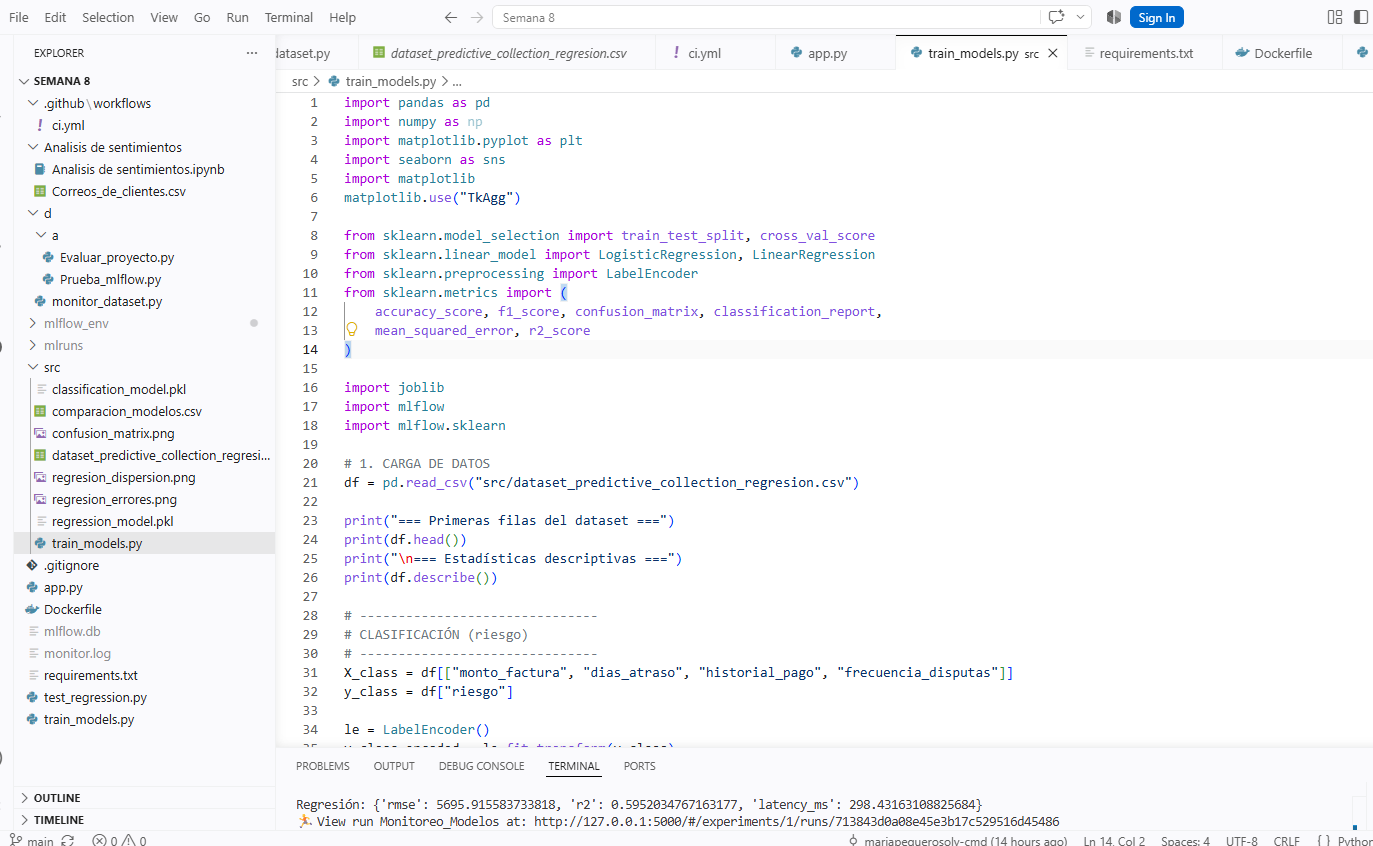 File Edit Selection View Go Run Terminal Help
Semana 8
Sign In
EXPLORER
SEMANA 8
.github\workflows
ci.yml
Analisis de sentimientos
Analisis de sentimientos.ipynb
Correos_de_clientes.csv
d
a
Evaluar_proyecto.py
Prueba_mlflow.py
monitor_dataset.py
mlflow_env
mlruns
src
classification_model.pkl
comparacion_modelos.csv
confusion_matrix.png
dataset_predictive_collection_regresi...
regresion_dispersion.png
regresion_errores.png
regression_model.pkl
train_models.py
.gitignore
app.py
Dockerfile
mlflow.db
monitor.log
requirements.txt
test_regression.py
train_models.py
OUTLINE
TIMELINE
dataset.py dataset_predictive_collection_regresion.csv ! ci.yml app.py train_models.py src requirements.txt Dockerfile
src > train_models.py > ...
1 import pandas as pd
2 import numpy as np
3 import matplotlib.pyplot as plt
4 import seaborn as sns
5 import matplotlib
6 matplotlib.use("TkAgg")
7
8 from sklearn.model_selection import train_test_split, cross_val_score
9 from sklearn.linear_model import LogisticRegression, LinearRegression
10 from sklearn.preprocessing import LabelEncoder
11 from sklearn.metrics import (
12 accuracy_score, f1_score, confusion_matrix, classification_report,
13 mean_squared_error, r2_score
14 )
15
16 import joblib
17 import mlflow
18 import mlflow.sklearn
19
20 # 1. CARGA DE DATOS
21 df = pd.read_csv("src/dataset_predictive_collection_regresion.csv")
22
23 print("=== Primeras filas del dataset ===")
24 print(df.head())
25 print("\n=== Estadísticas descriptivas ===")
26 print(df.describe())
27
28 # -------------------------------
29 # CLASIFICACIÓN (riesgo)
30 # -------------------------------
31 X_class = df[["monto_factura", "dias_atraso", "historial_pago", "frecuencia_disputas"]]
32 y_class = df["riesgo"]
33
34 le = LabelEncoder()
PROBLEMS OUTPUT DEBUG CONSOLE TERMINAL PORTS
Regresión: {'rmse': 5695.915583733818, 'r2': 0.5952034767163177, 'latency_ms': 298.43163108825684}
View run Monitoreo_Modelos at: http://127.0.0.1:5000/#/experiments/1/runs/713843d0a08e45e3b17c529516d45486
main 0 0 mariapequerosolv-cmd (14 hours ago) Ln 14, Col 2 Spaces: 4 UTF-8 CRLF { } Python